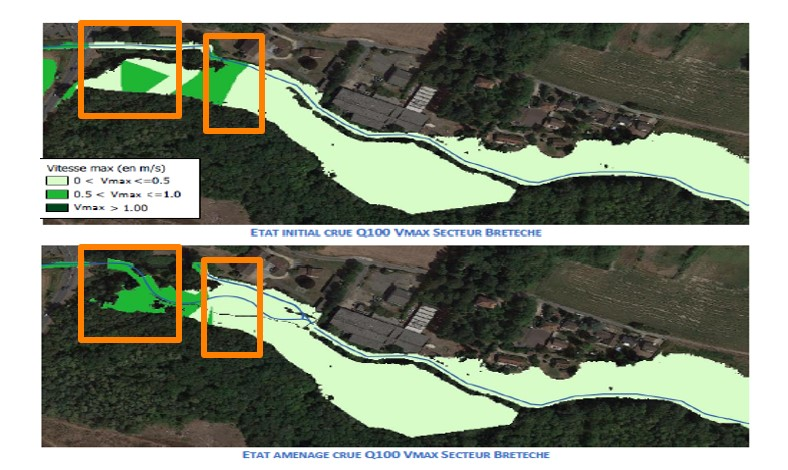 Vitesse max (en m/s)
0 < Vmax <=0.5
0.5 < Vmax <=1.0
Vmax > 1.00
ETAT INITIAL CRUE Q100 VMAX SECTEUR BRETECHE
ETAT AMENAGE CRUE Q100 VMAX SECTEUR BRETECHE